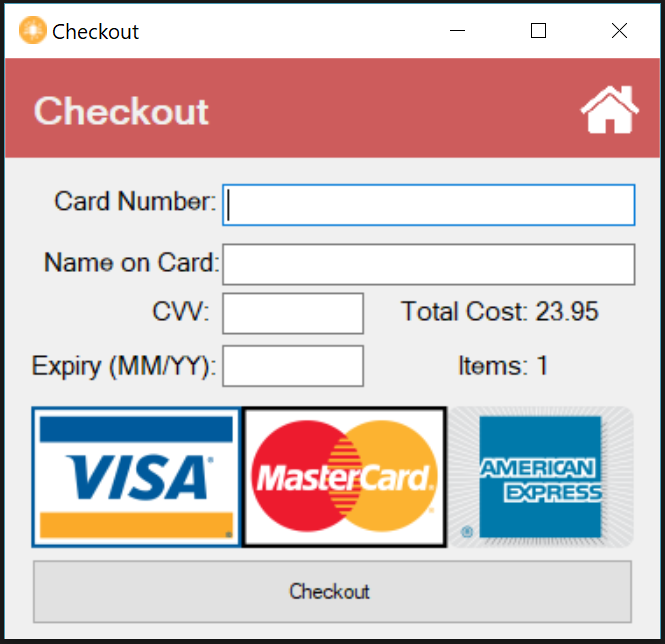 Checkout
Checkout
Card Number:
Name on Card:
CVV:
Total Cost: 23.95
Expiry (MM/YY):
Items: 1
VISA
MasterCard
AMERICAN
EXPRESS
Checkout